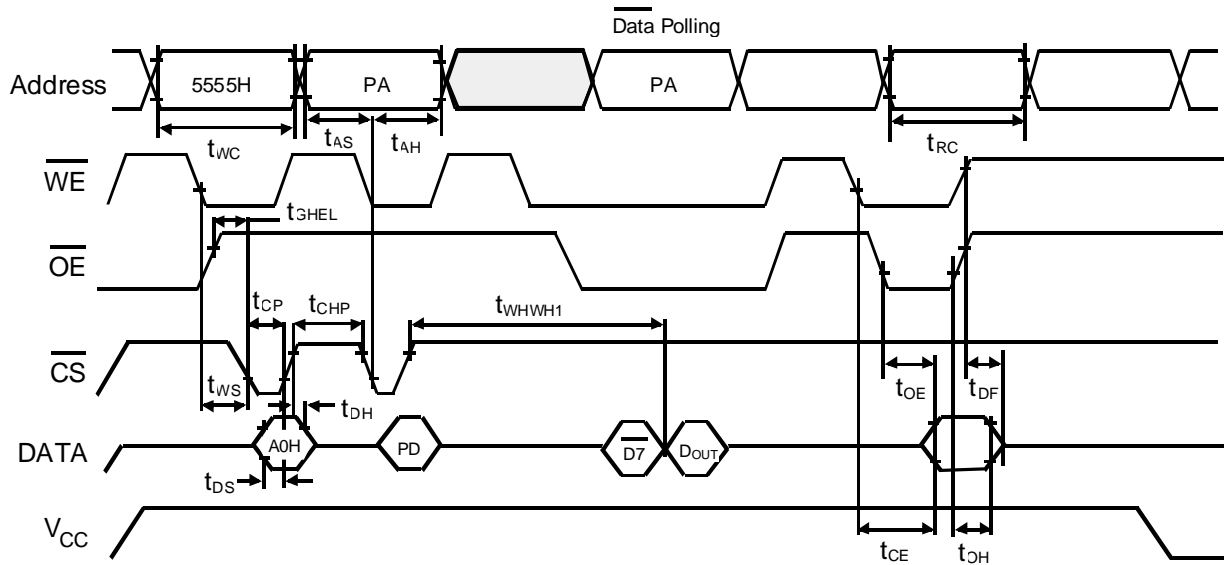 Data Polling
Address
5555H
PA
PA
tWC
tAS
tAH
tRC
WE
tGHEL
OE
tCP
tCHP
tWHWH1
CS
tWS
tDH
tOE
tDF
DATA
A0H
PD
D7
DOUT
tDS
VCC
tCE
tOH